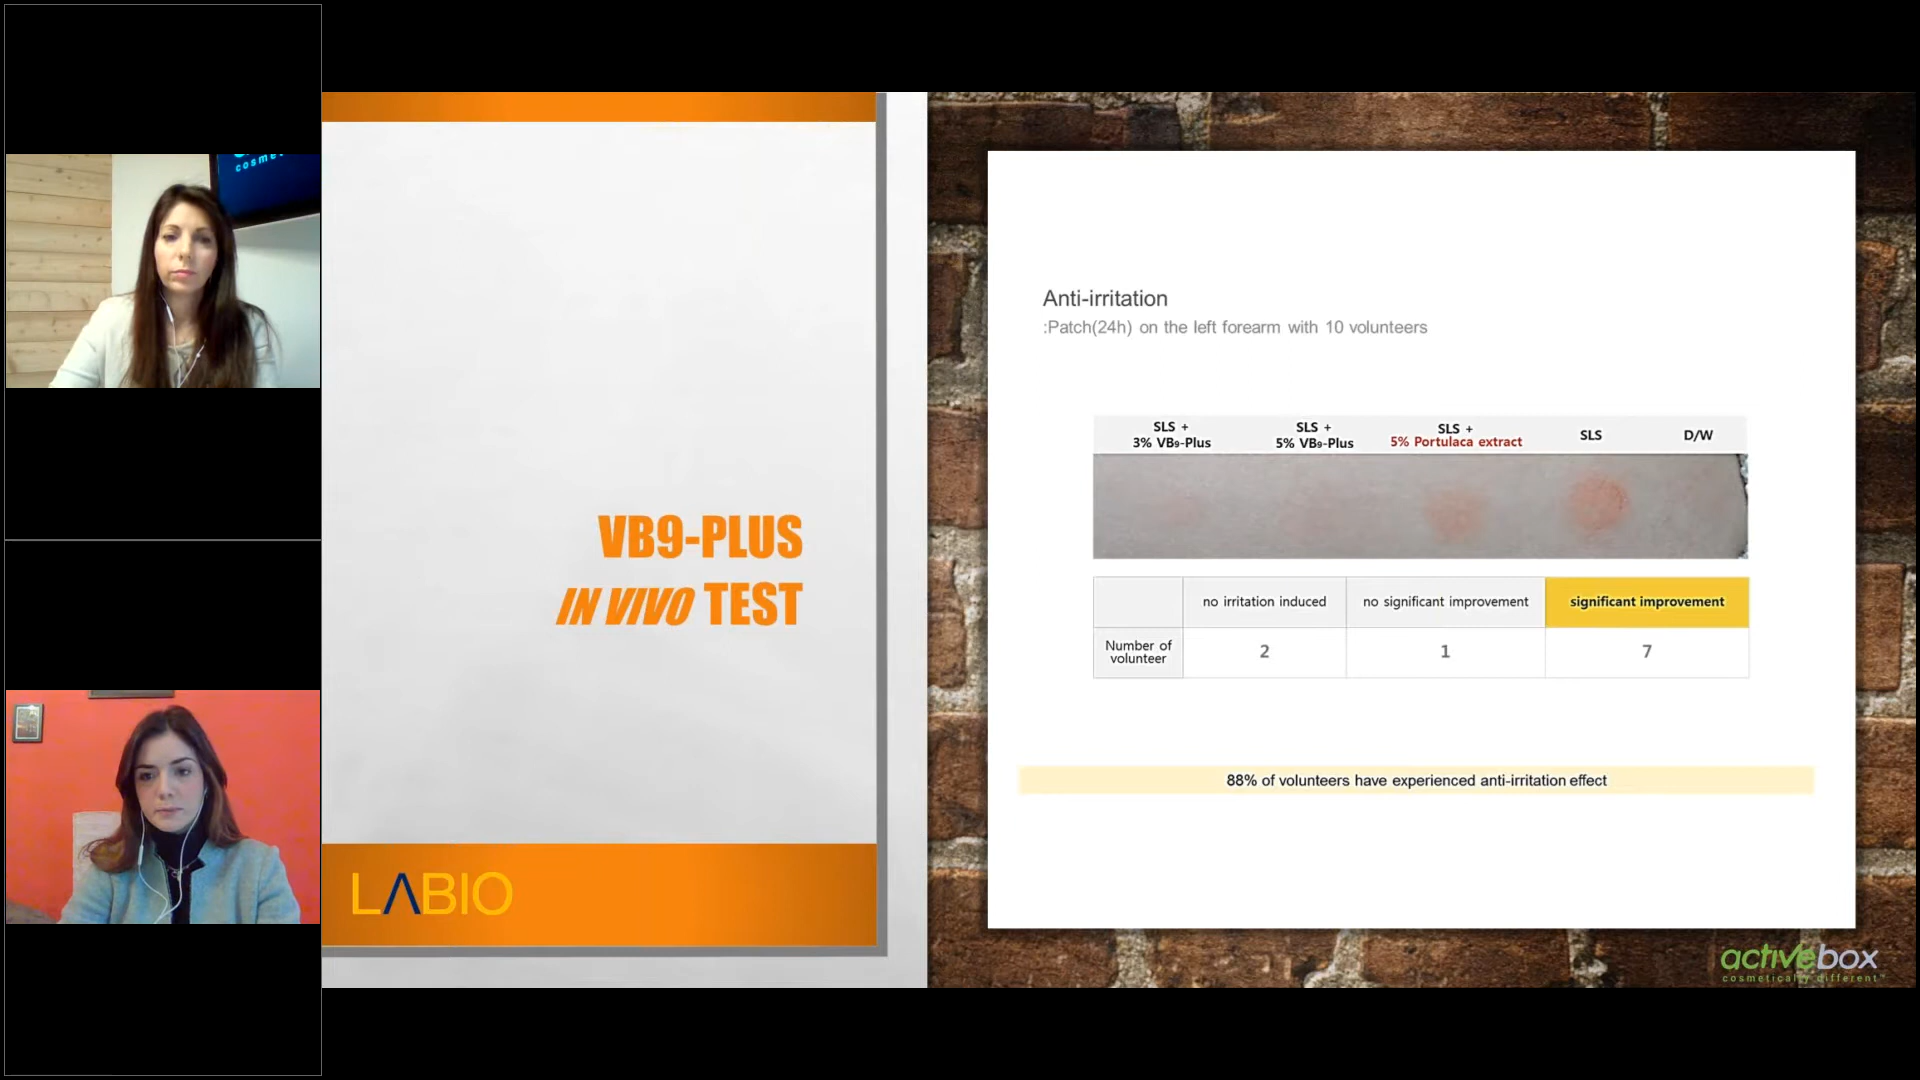 cosme
VB9-PLUS
IN VIVO TEST
LABIO
Anti-irritation
:Patch(24h) on the left forearm with 10 volunteers
SLS +
3% VB9-Plus
SLS +
5% VB9-Plus
SLS +
5% Portulaca extract
SLS
D/W
no irritation induced
no significant improvement
significant improvement
Number of
volunteer
2
1
7
88% of volunteers have experienced anti-irritation effect
activebox
cosmetically different™